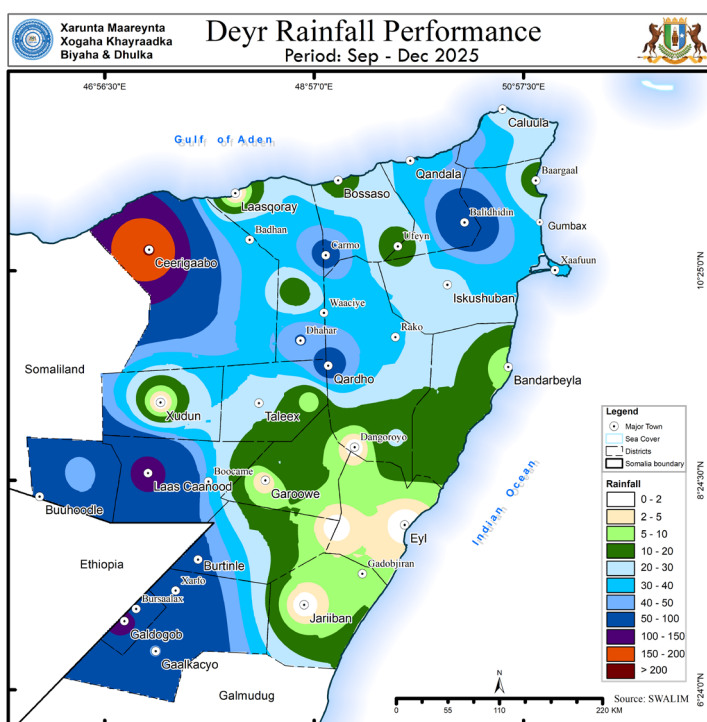 Xarunta Maareynta
Xogaha Khayraadka
Biyaha & Dhulka
Deyr Rainfall Performance
Period: Sep - Dec 2025
46°56'30"E
48°57'0"E
50°57'30"E
Gulf of Aden
Caluula
Qandala
Baargaal
Bossaso
Laasqoray
Balidhidin
Gumbax
Badhan
Ufeyn
Carmo
Ceerigaabo
Xaafuun
10°25'0"N
Iskushuban
Waaciye
Rako
Dhahar
Somaliland
Qardho
Bandarbeyla
Xudun
Taleex
Dangoroyo
Boocame
Laas Caanood
Garoowe
8°24'30"N
Buuhoodle
Indian Ocean
Eyl
Ethiopia
Burtinle
Gadobjiran
Xarfo
Bursaalax
Jariiban
Galdogob
Gaalkacyo
Galmudug
6°24'0"N
Legend
Major Town
Sea Cover
Districts
Somalia boundary
Rainfall
0 - 2
2 - 5
5 - 10
10 - 20
20 - 30
30 - 40
40 - 50
50 - 100
100 - 150
150 - 200
> 200
N
Source: SWALIM
0 55 110 220 KM